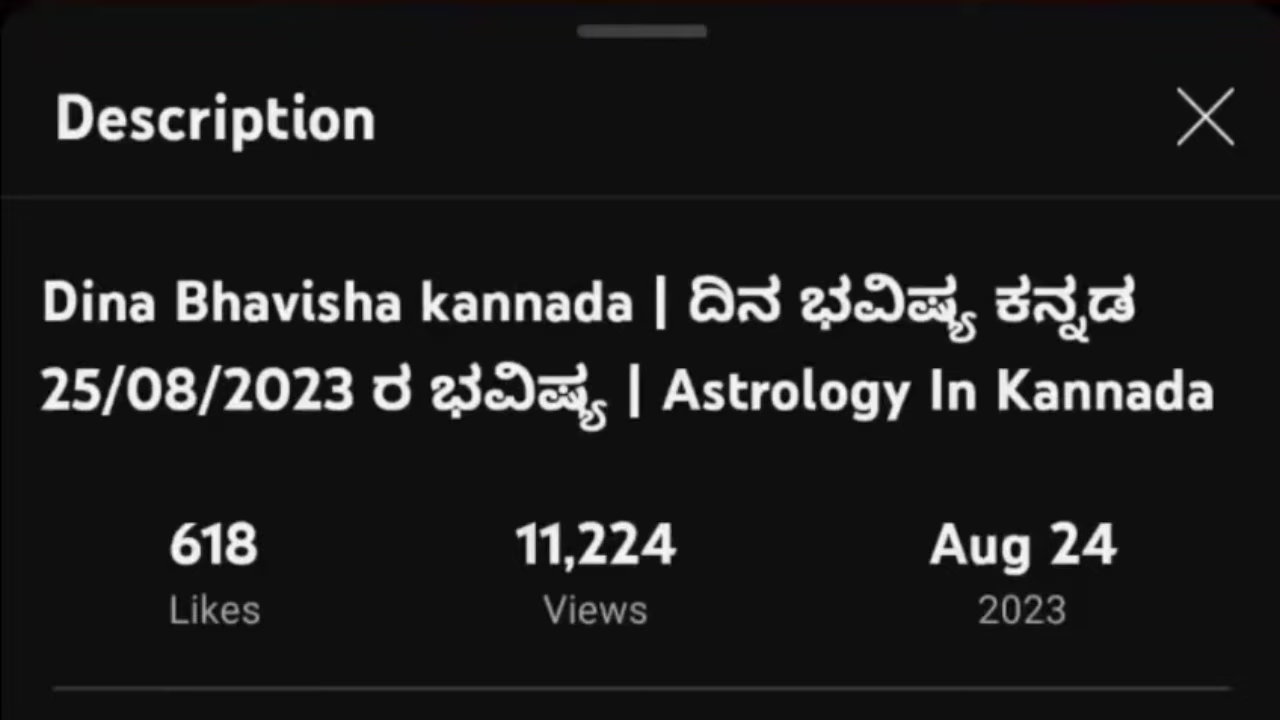 Description
Dina Bhavisha kannada | ದಿನ ಭವಿಷ್ಯ ಕನ್ನಡ
25/08/2023 ರ ಭವಿಷ್ಯ | Astrology In Kannada
618 11,224 Aug 24
Likes Views 2023